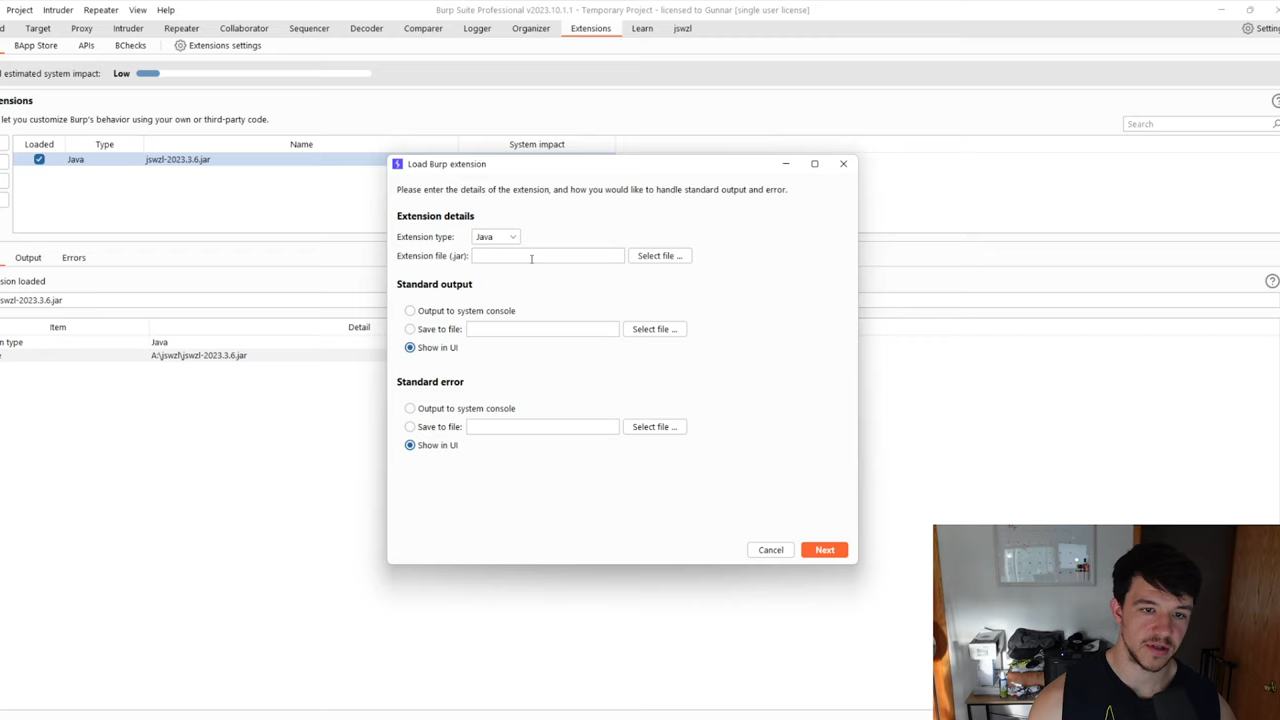 Project Intruder Repeater View Help Burp Suite Professional v2023.10.1.1 - Temporary Project - licensed to Gunnar [single user license]
d Target Proxy Intruder Repeater Collaborator Sequencer Decoder Comparer Logger Organizer Extensions Learn jswzl Setting
BApp Store APIs BChecks Extensions settings
l estimated system impact: Low
ensions
let you customize Burp's behavior using your own or third-party code.
Search
Loaded Type Name System impact
Java jswzl-2023.3.6.jar
Load Burp extension
Please enter the details of the extension, and how you would like to handle standard output and error.
Extension details
Extension type: Java
Extension file (.jar): Select file ...
Standard output
Output to system console
Save to file: Select file ...
Show in UI
Standard error
Output to system console
Save to file: Select file ...
Show in UI
Cancel Next
Output Errors
sion loaded
swzl-2023.3.6.jar
Item Detail
n type Java
e A:\jswzl\jswzl-2023.3.6.jar